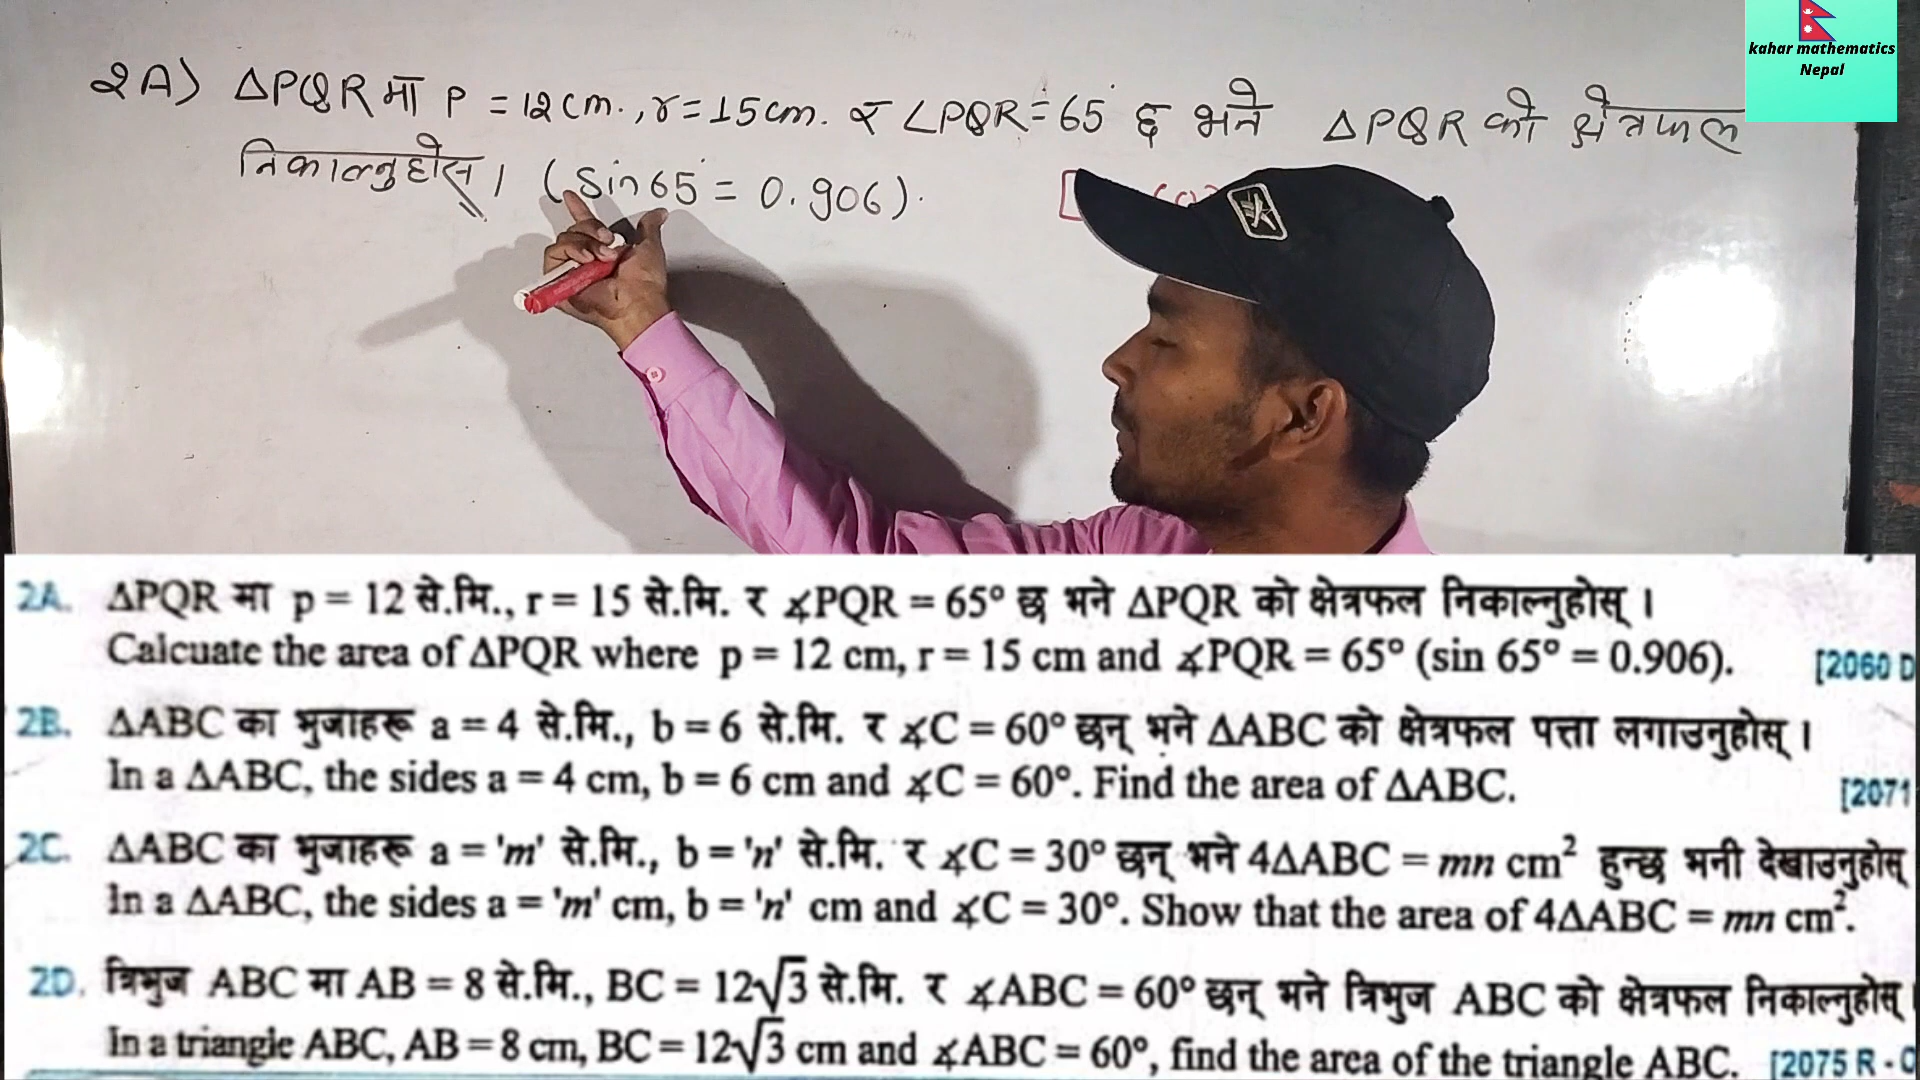 kahar mathematics
Nepal
2A) ΔPQR मा P = 12cm., r=15cm. र ∠PQR=65° छ भने ΔPQR को क्षेत्रफल
निकाल्नुहोस्। (Sin65° = 0.906).
2A. ΔPQR मा p = 12 से.मि., r = 15 से.मि. र ∡PQR = 65° छ भने ΔPQR को क्षेत्रफल निकाल्नुहोस् ।
Calcuate the area of ΔPQR where p = 12 cm, r = 15 cm and ∡PQR = 65° (sin 65° = 0.906). [2060 D
2B. ΔABC का भुजाहरू a = 4 से.मि., b = 6 से.मि. र ∡C = 60° छन् भने ΔABC को क्षेत्रफल पत्ता लगाउनुहोस् ।
In a ΔABC, the sides a = 4 cm, b = 6 cm and ∡C = 60°. Find the area of ΔABC. [2071
2C. ΔABC का भुजाहरू a = 'm' से.मि., b = 'n' से.मि. र ∡C = 30° छन् भने 4ΔABC = mn cm² हुन्छ भनी देखाउनुहोस्
In a ΔABC, the sides a = 'm' cm, b = 'n' cm and ∡C = 30°. Show that the area of 4ΔABC = mn cm².
2D. त्रिभुज ABC मा AB = 8 से.मि., BC = 12√3 से.मि. र ∡ABC = 60° छन् भने त्रिभुज ABC को क्षेत्रफल निकाल्नुहोस्
In a triangle ABC, AB = 8 cm, BC = 12√3 cm and ∡ABC = 60°, find the area of the triangle ABC. [2075 R -